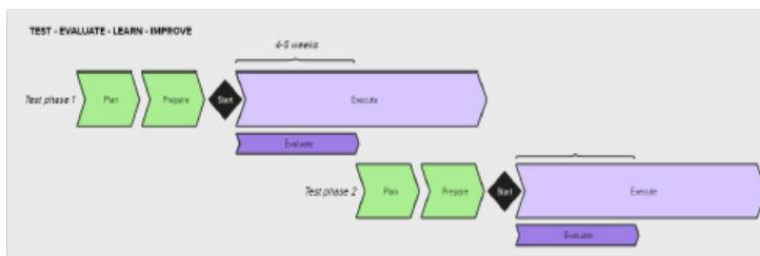 TEST - EVALUATE - LEARN - IMPROVE
4-5 weeks
Test phase 1
Plan
Prepare
Start
Execute
Evaluate
Test phase 2
Plan
Prepare
Start
Execute
Evaluate